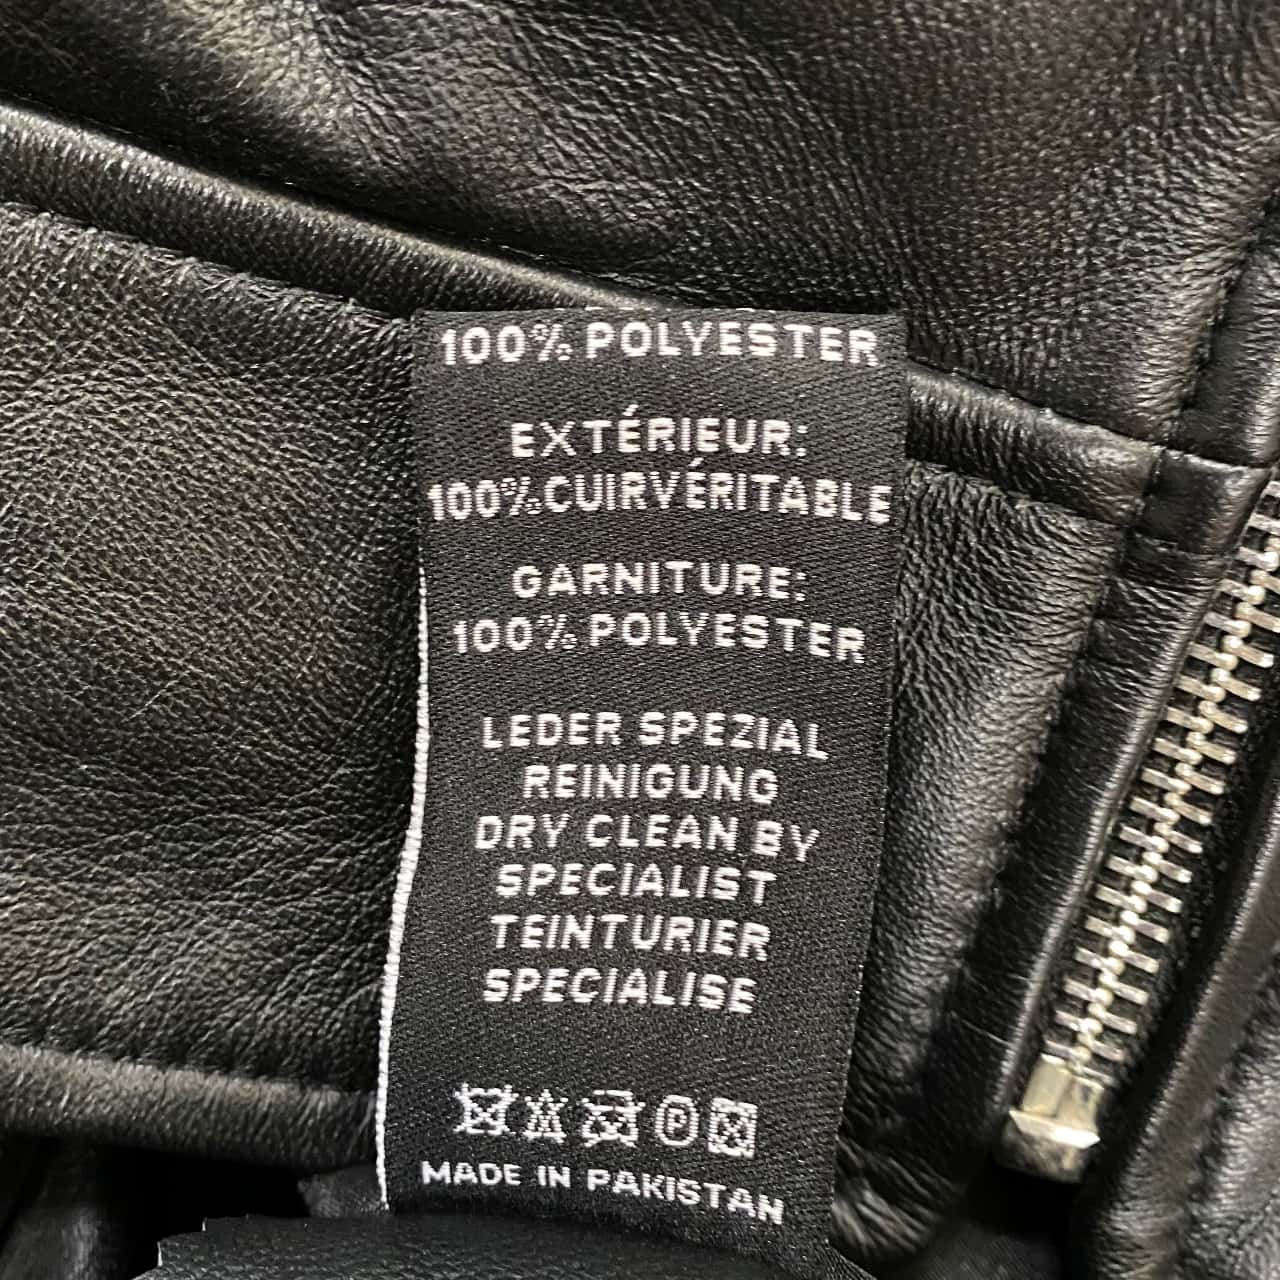 100% POLYESTER
EXTÉRIEUR:
100%CUIRVÉRITABLE
GARNITURE:
100% POLYESTER
LEDER SPEZIAL
REINIGUNG
DRY CLEAN BY
SPECIALIST
TEINTURIER
SPECIALISE
P
MADE IN PAKISTAN